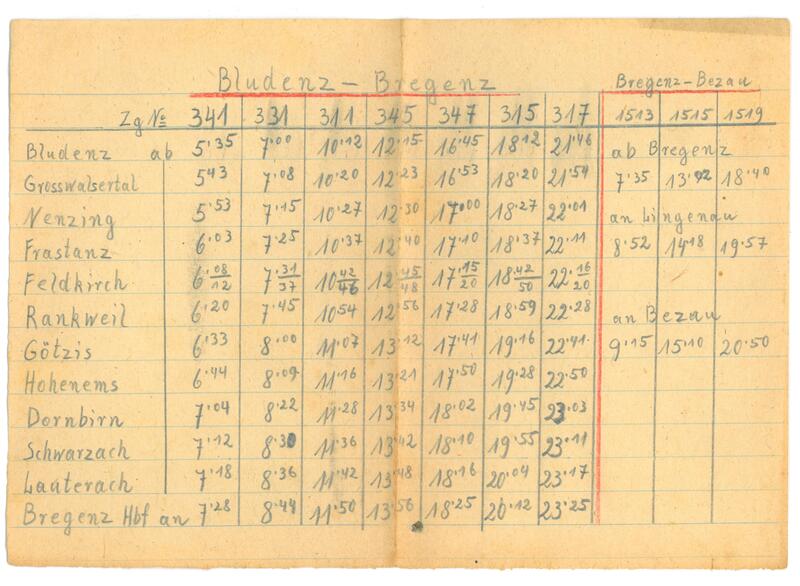 Bludenz – Bregenz Bregenz–Bezau
Zg № 341 331 311 345 347 315 317 1513 1515 1519
Bludenz ab 5·35 7·00 10·12 12·15 16·45 18·12 21·46 ab Bregenz
Grosswalsertal 5·43 7·08 10·20 12·23 16·53 18·20 21·54 7·35 13·02 18·40
Nenzing 5·53 7·15 10·27 12·30 17·00 18·27 22·01 an Lingenau
Frastanz 6·03 7·25 10·37 12·40 17·10 18·37 22·11 8·52 14·18 19·57
Feldkirch 6·08/12 7·31/37 10·42/46 12·45/48 17·15/20 18·42/50 22·16/20
Rankweil 6·20 7·45 10·54 12·56 17·28 18·59 22·28 an Bezau
Götzis 6·33 8·00 11·07 13·12 17·41 19·16 22·41 9·15 15·10 20·50
Hohenems 6·44 8·09 11·16 13·21 17·50 19·28 22·50
Dornbirn 7·04 8·22 11·28 13·34 18·02 19·45 23·03
Schwarzach 7·12 8·30 11·36 13·42 18·10 19·55 23·11
Lauterach 7·18 8·36 11·42 13·48 18·16 20·04 23·17
Bregenz Hbf an 7·28 8·44 11·50 13·56 18·25 20·12 23·25